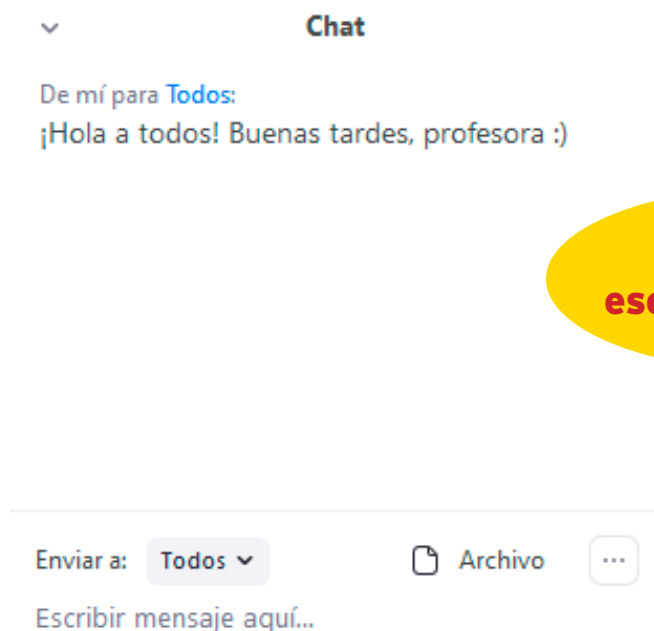 Chat
De mí para Todos:
¡Hola a todos! Buenas tardes, profesora :)
Enviar a: Todos Archivo ...
Escribir mensaje aquí...